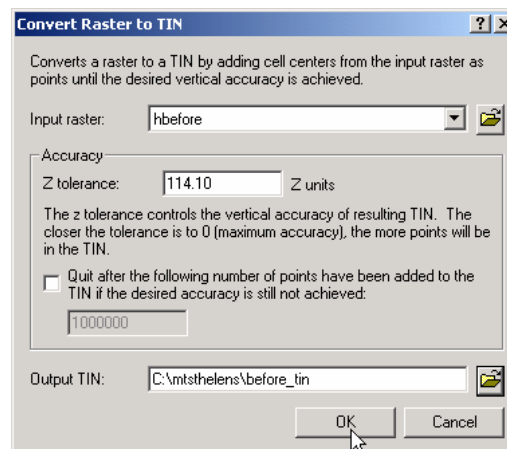 Convert Raster to TIN
Converts a raster to a TIN by adding cell centers from the input raster as
points until the desired vertical accuracy is achieved.
Input raster: hbefore
Accuracy
Z tolerance: 114.10 Z units
The z tolerance controls the vertical accuracy of resulting TIN. The
closer the tolerance is to 0 (maximum accuracy), the more points will be
in the TIN.
Quit after the following number of points have been added to the
TIN if the desired accuracy is still not achieved:
1000000
Output TIN: C:\mtsthelens\before_tin
OK Cancel